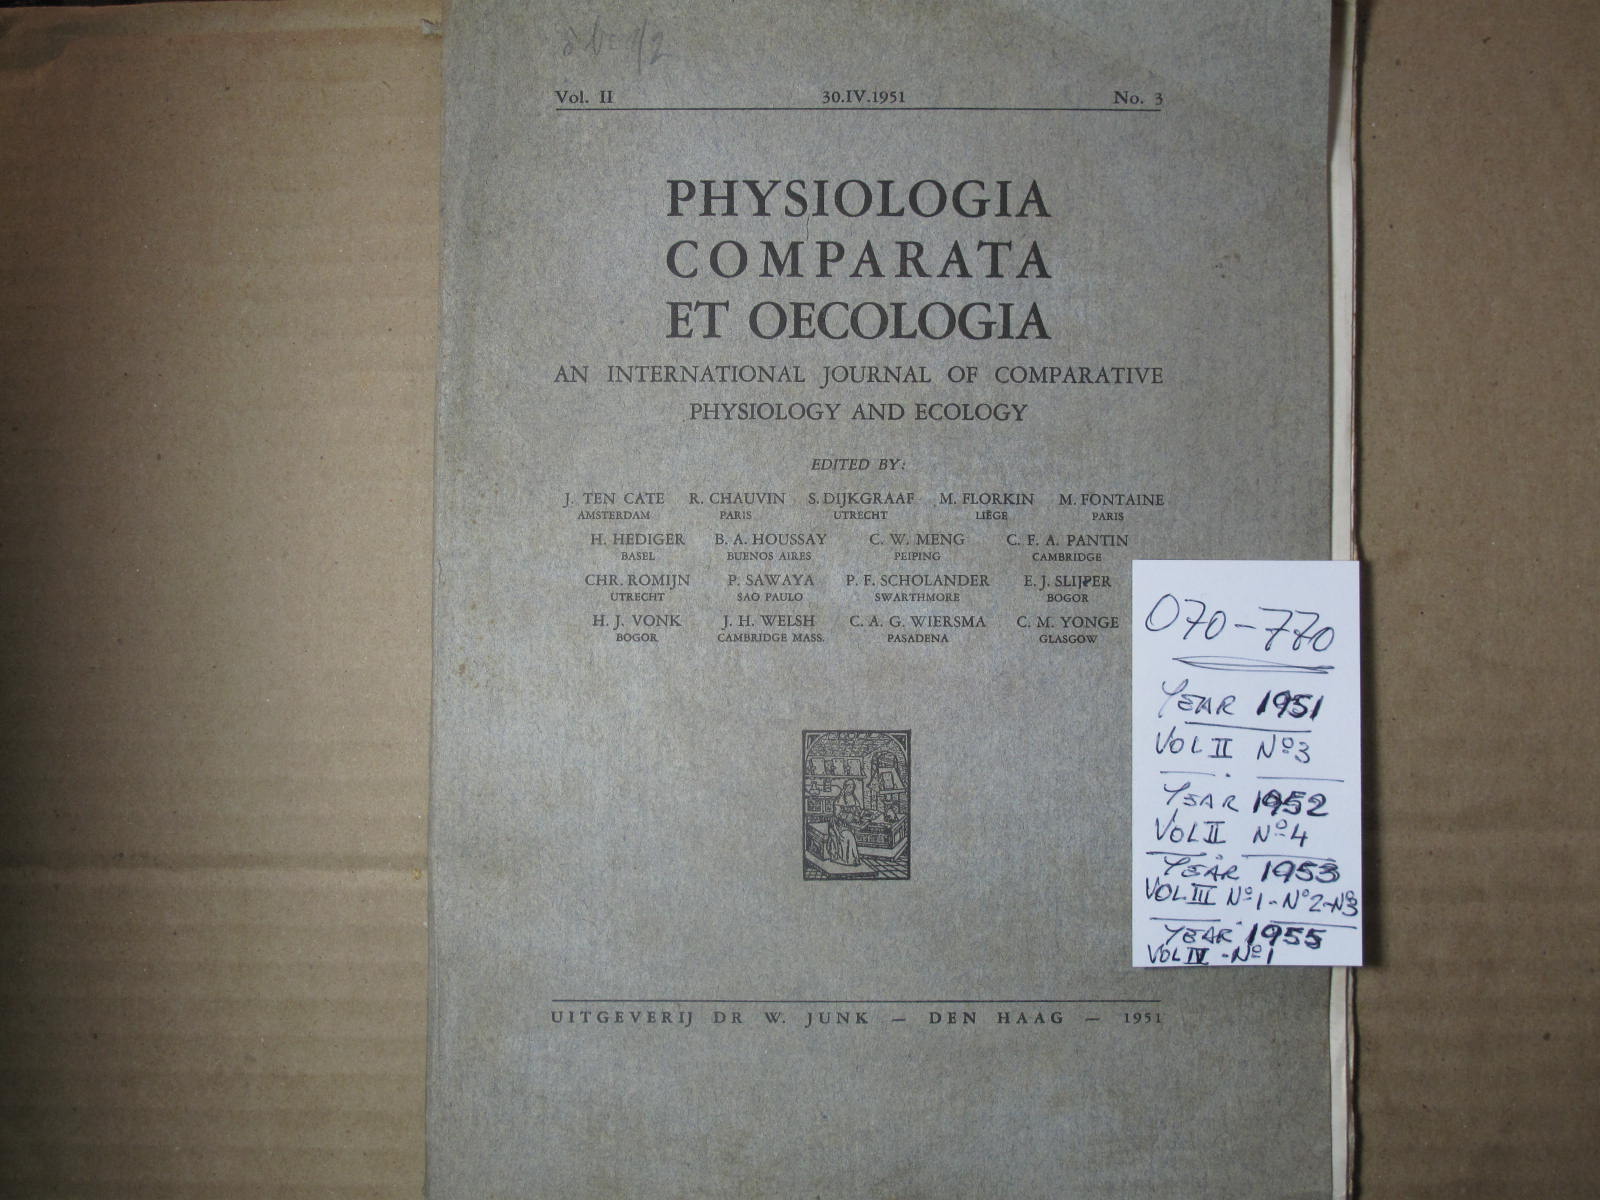 Vol. II 30.IV.1951 No. 3
PHYSIOLOGIA
COMPARATA
ET OECOLOGIA
AN INTERNATIONAL JOURNAL OF COMPARATIVE
PHYSIOLOGY AND ECOLOGY
EDITED BY:
J. TEN CATE R. CHAUVIN S. DIJKGRAAF M. FLORKIN M. FONTAINE
AMSTERDAM PARIS UTRECHT LIÈGE PARIS
H. HEDIGER B. A. HOUSSAY C. W. MENG C. F. A. PANTIN
BASEL BUENOS AIRES PEIPING CAMBRIDGE
CHR. ROMIJN P. SAWAYA P. F. SCHOLANDER E. J. SLIJPER
UTRECHT SAO PAULO SWARTHMORE BOGOR
H. J. VONK J. H. WELSH C. A. G. WIERSMA C. M. YONGE
BOGOR CAMBRIDGE MASS. PASADENA GLASGOW
UITGEVERIJ DR W. JUNK — DEN HAAG — 1951
070-770
YEAR 1951
VOL II Nº3
YEAR 1952
VOL II Nº4
YEAR 1953
VOL III Nº1-Nº2-Nº3
YEAR 1955
VOL IV -Nº1